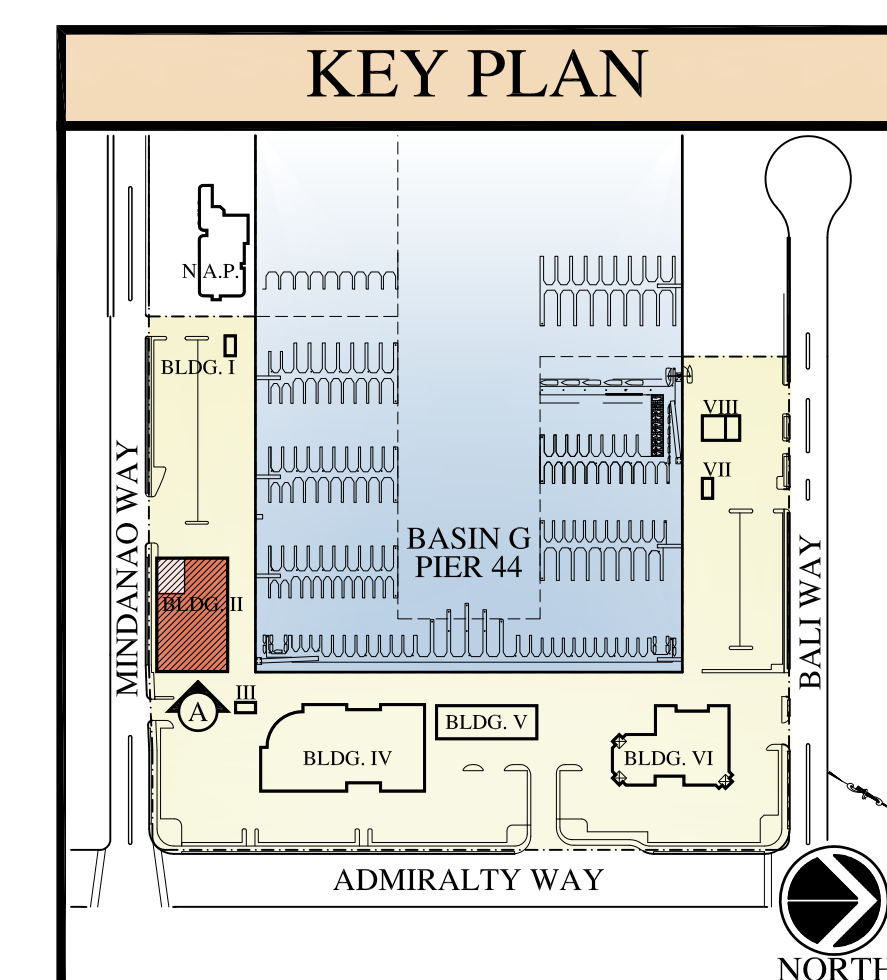 KEY PLAN
N.A.P.
BLDG. I
VIII
VII
MINDANAO WAY
BASIN G
PIER 44
BALI WAY
BLDG. II
III
A
BLDG. V
BLDG. IV
BLDG. VI
ADMIRALTY WAY
NORTH